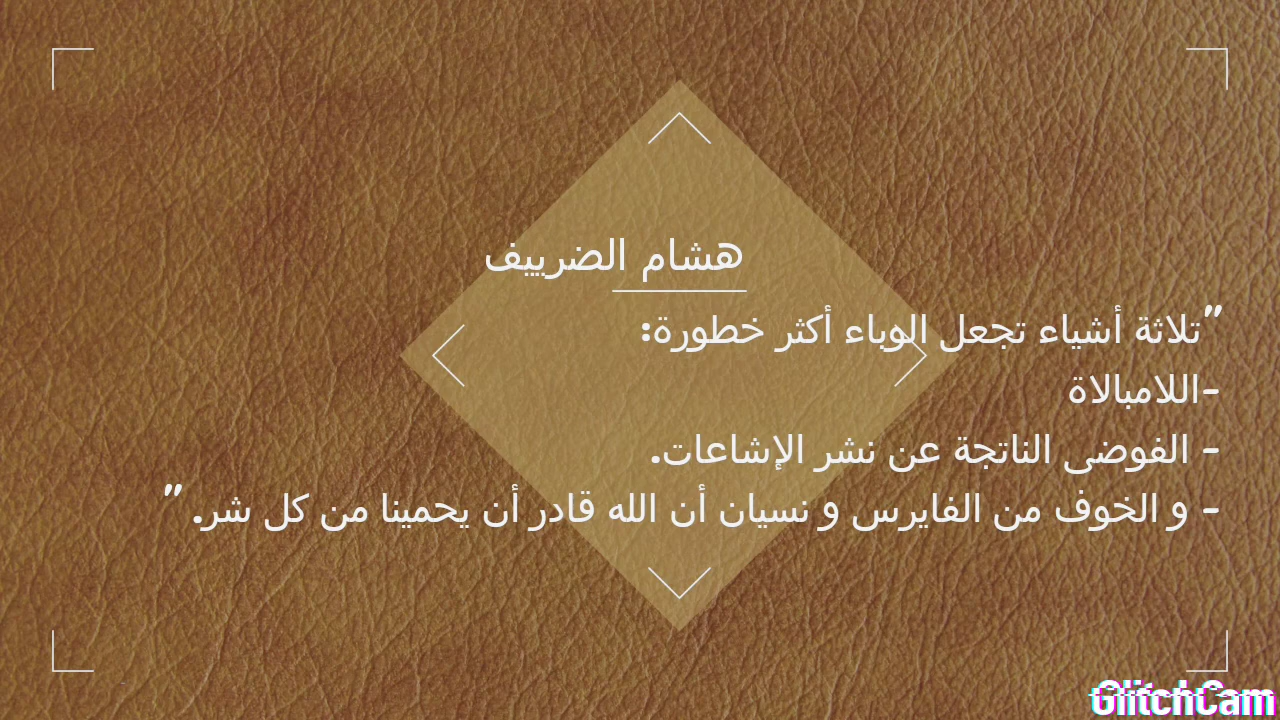 هشام الضرييف
"تلاثة أشياء تجعل الوباء أكثر خطورة:
-اللامبالاة
- الفوضى الناتجة عن نشر الإشاعات.
- و الخوف من الفايرس و نسيان أن الله قادر أن يحمينا من كل شر. "
GlitchCam